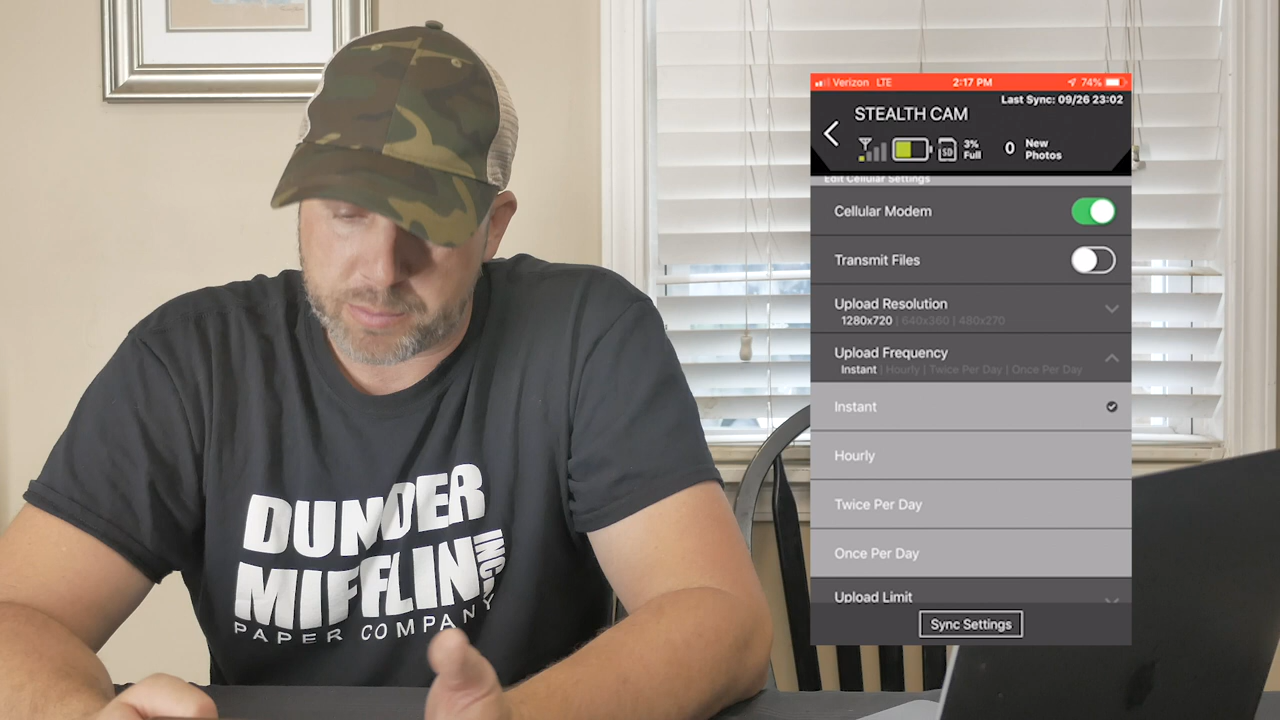 DUNDER
MIFFLIN INC.
PAPER COMPANY
Verizon LTE 2:17 PM 74%
Last Sync: 09/26 23:02
STEALTH CAM
SD
3%
Full
0
New
Photos
Edit Cellular Settings
Cellular Modem
Transmit Files
Upload Resolution
1280x720 | 640x360 | 480x270
Upload Frequency
Instant | Hourly | Twice Per Day | Once Per Day
Instant
Hourly
Twice Per Day
Once Per Day
Upload Limit
Sync Settings